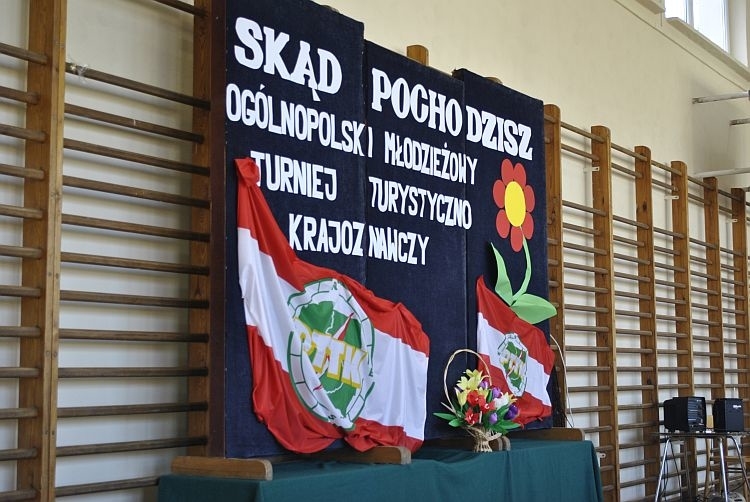 SKĄD POCHODZISZ
OGÓLNOPOLSKI MŁODZIEŻOWY
TURNIEJ TURYSTYCZNO
KRAJOZNAWCZY
PTTK